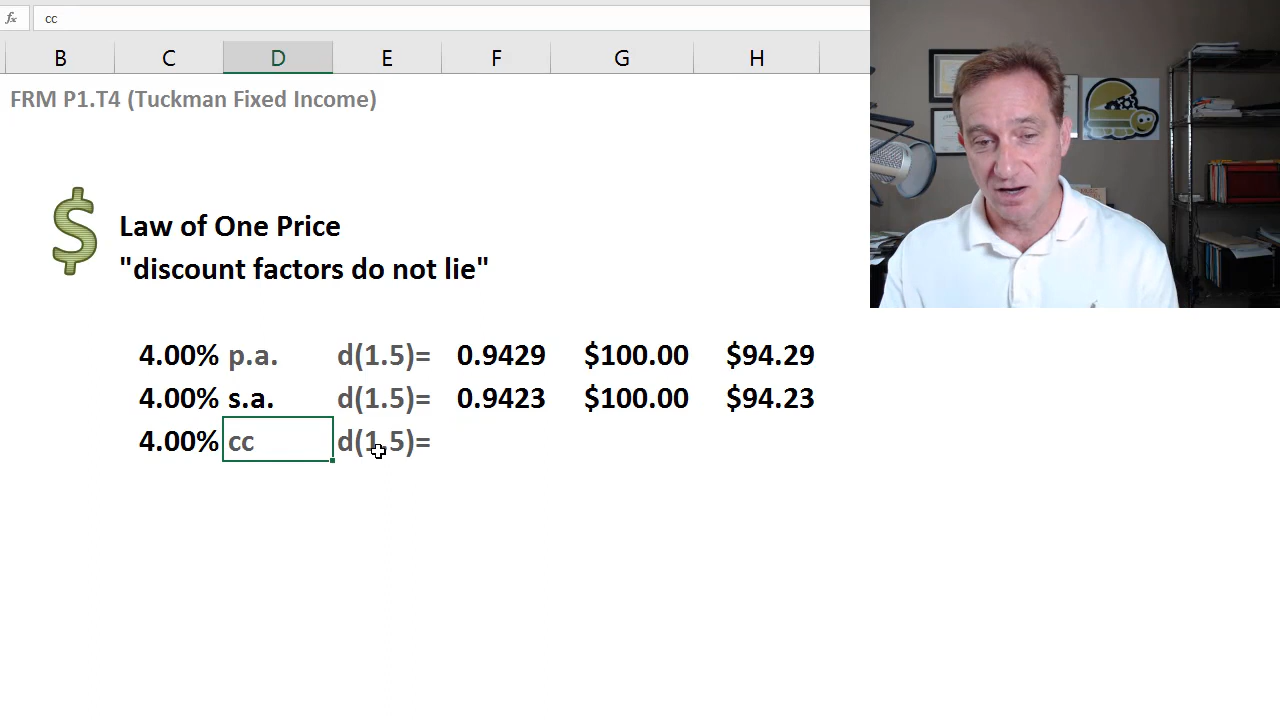 fx cc
B C D E F G H
FRM P1.T4 (Tuckman Fixed Income)
$
Law of One Price
"discount factors do not lie"
4.00% p.a. d(1.5)= 0.9429 $100.00 $94.29
4.00% s.a. d(1.5)= 0.9423 $100.00 $94.23
4.00% cc d(1.5)=